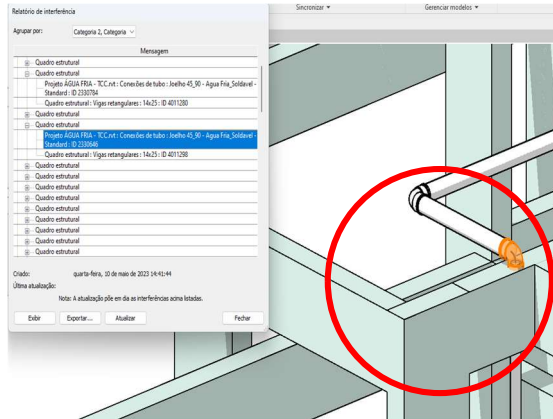 Relatório de interferência
Sincronizar
Gerenciar modelos
Agrupar por:
Categoria 2, Categoria
Mensagem
Quadro estrutural
Quadro estrutural
Projeto ÁGUA FRIA - TCC.rvt : Conexões de tubo : Joelho 45_90 - Agua Fria_Soldavel -
Standard : ID 2330784
Quadro estrutural : Vigas retangulares : 14x25 : ID 4011280
Quadro estrutural
Quadro estrutural
Projeto ÁGUA FRIA - TCC.rvt : Conexões de tubo : Joelho 45_90 - Agua Fria_Soldavel -
Standard : ID 2330646
Quadro estrutural : Vigas retangulares : 14x25 : ID 4011298
Quadro estrutural
Quadro estrutural
Quadro estrutural
Quadro estrutural
Quadro estrutural
Quadro estrutural
Quadro estrutural
Quadro estrutural
Quadro estrutural
Criado:
quarta-feira, 10 de maio de 2023 14:41:44
Última atualização:
Nota: A atualização põe em dia as interferências acima listadas.
Exibir
Exportar...
Atualizar
Fechar